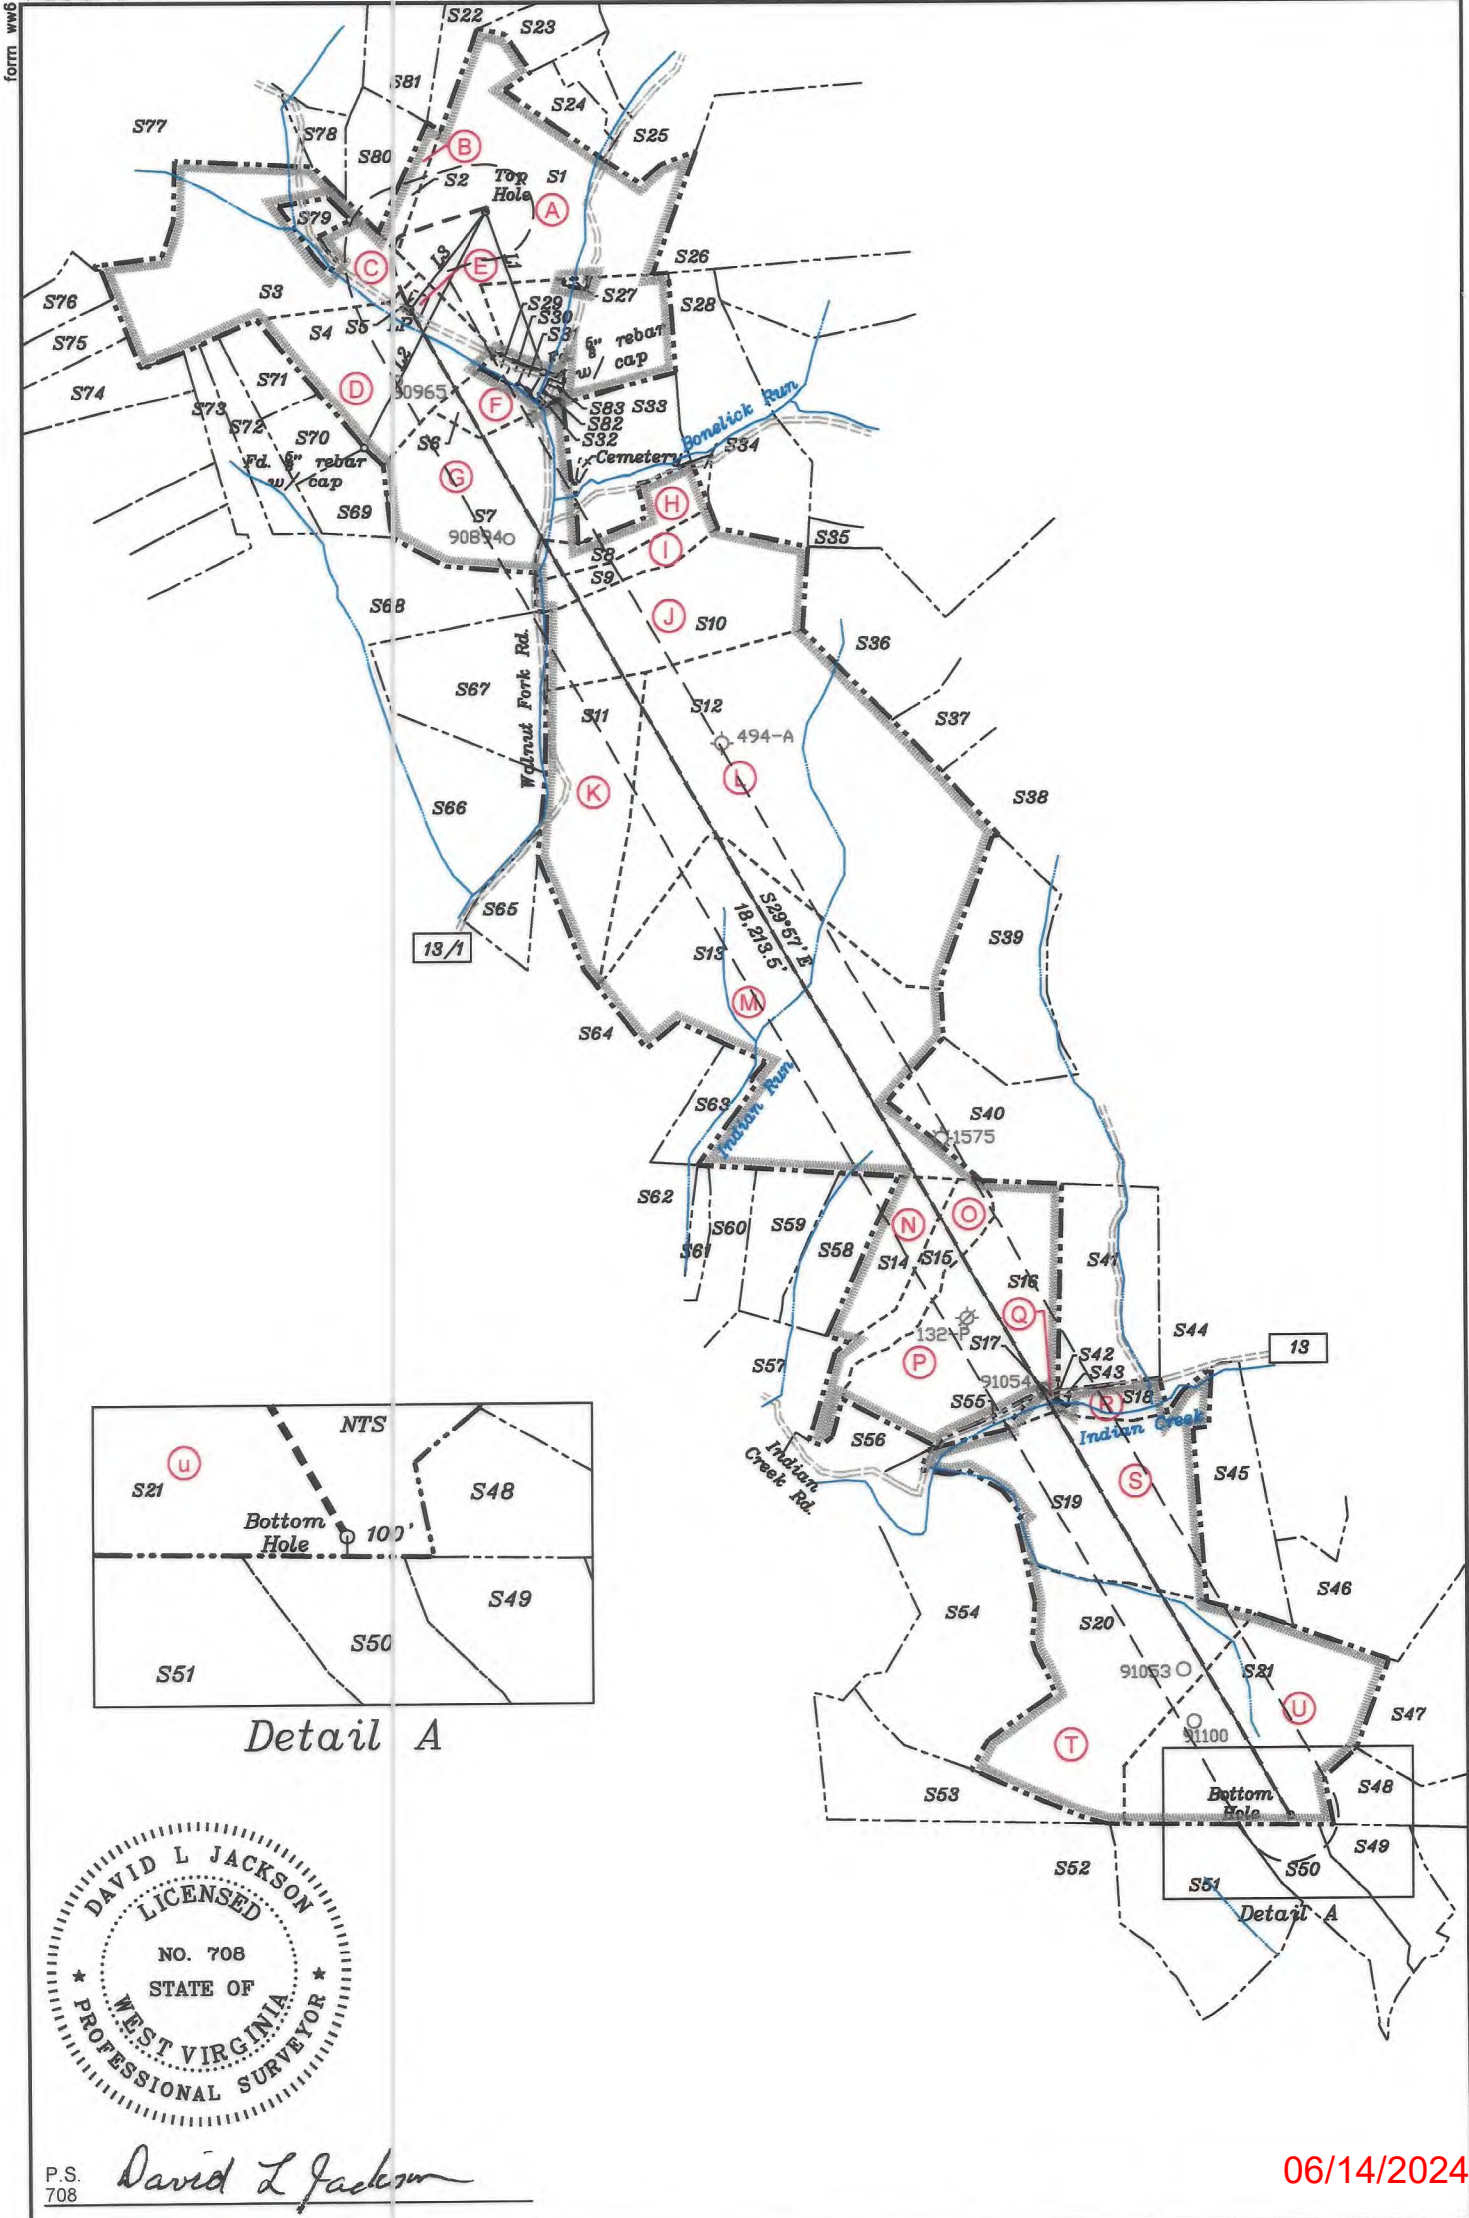 form ww6
S22
S23
S81
S24
S77
S78
S25
S80
B
S2
Top
Hole
S1
A
S79
C
L3
E
L1
S26
S76
S3
S29
S27
S28
S30
S75
S4
S5
S31
5/8" rebar
w/ cap
L2
S71
D
S74
90965
F
S83
S33
S73
S82
Bonelick Run
S72
S70
S6
S32
S34
Cemetery
Fd. 5/8" rebar
w/ cap
G
H
S69
S7
90894
S8
I
S35
S9
S68
J
S10
S36
Walnut Fork Rd.
S67
S11
S12
S37
494-A
L
K
S66
S38
S65
S29°57'E
18,213.5'
S39
13/1
S13
M
S64
Indian Run
S63
S40
1575
S62
N
O
S60
S59
S61
S58
S14
S15
S41
S16
Q
132-P
S17
S44
13
S42
P
S57
S43
91054
S18
S55
R
Indian Creek
S56
Indian
Creek Rd.
S45
S
S19
NTS
u
S21
S48
Bottom
Hole
100'
S49
S50
S51
Detail A
S46
S54
S20
91053
S21
U
S47
91100
T
S48
S53
Bottom
Hole
S49
S52
S50
S51
Detail A
DAVID L JACKSON
LICENSED
NO. 708
STATE OF
WEST VIRGINIA
PROFESSIONAL SURVEYOR
P.S.
708
David L Jackson
06/14/2024